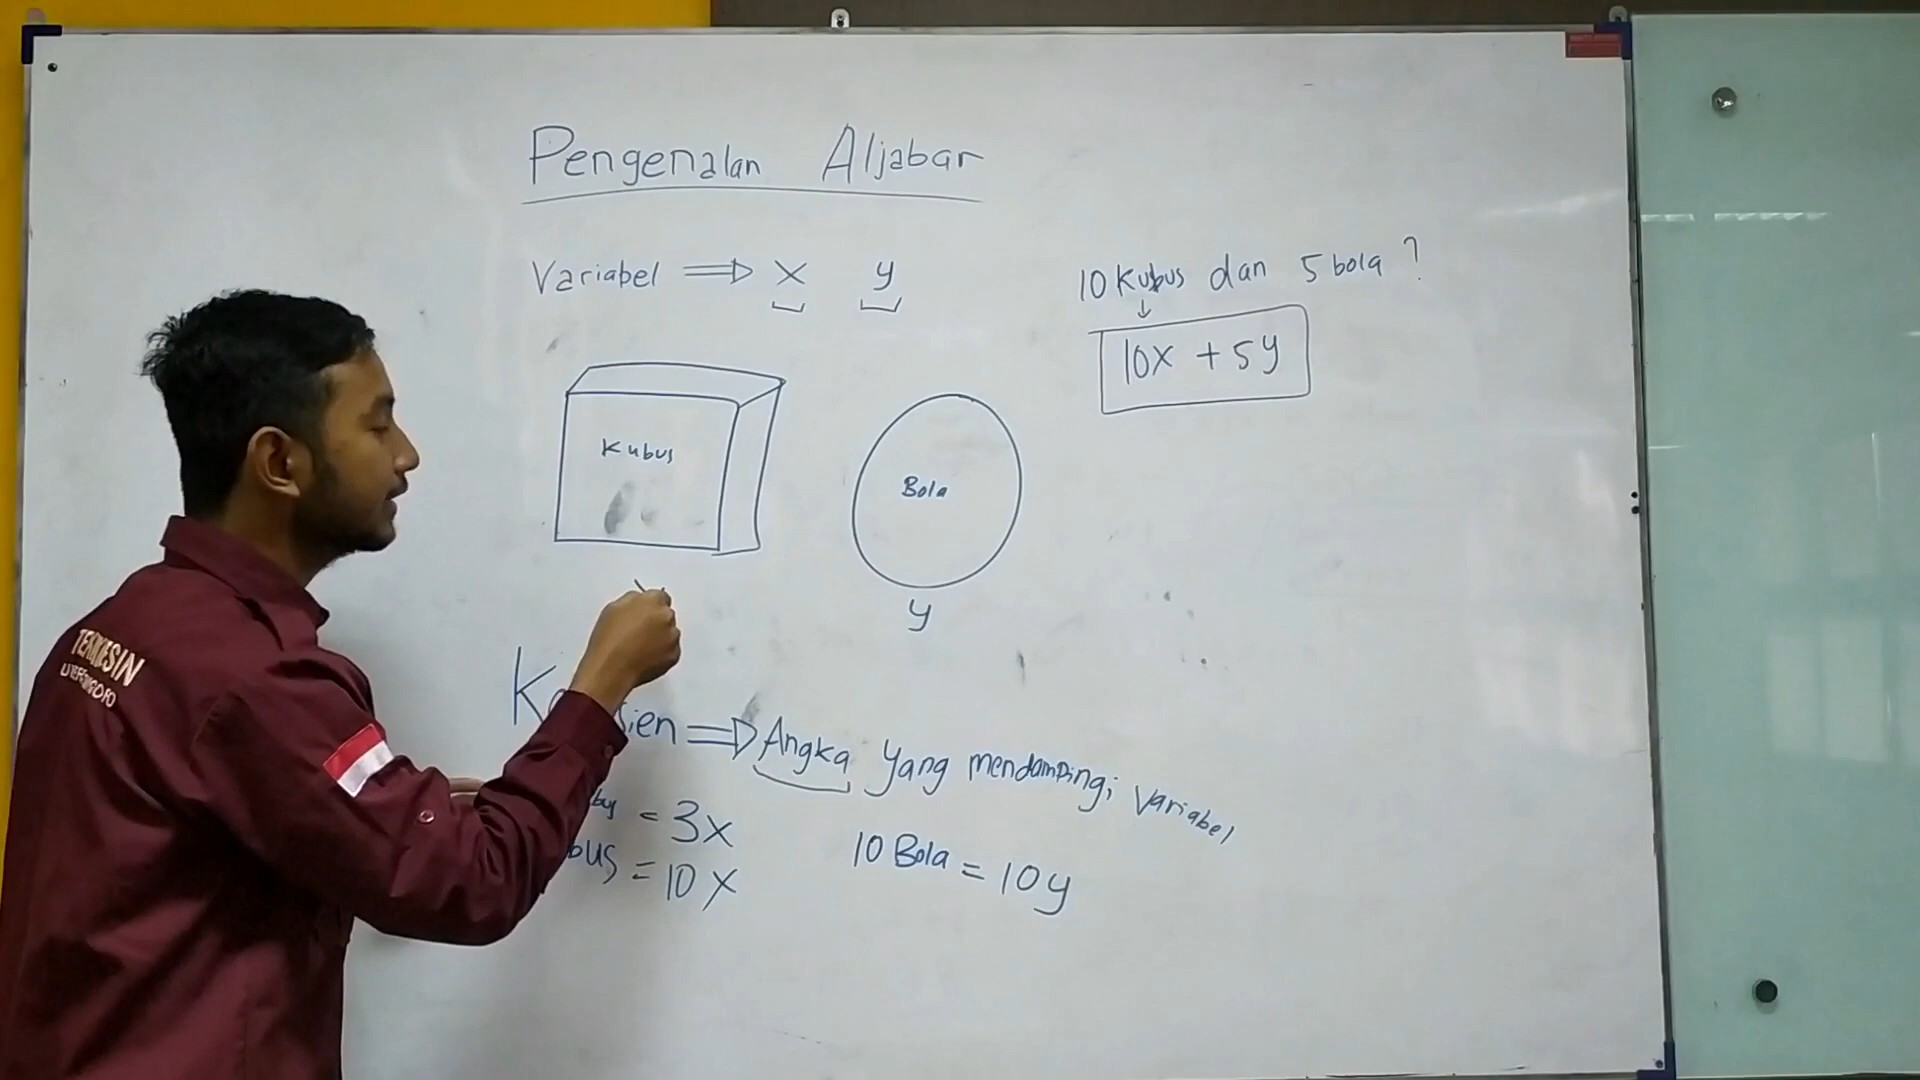 Pengenalan Aljabar
Variabel ⇒ x y
10 Kubus dan 5 bola ?
↓
10x + 5y
Kubus
Bola
y
⇒ Angka yang mendampingi Variabel
= 3x
= 10x
10 Bola = 10y